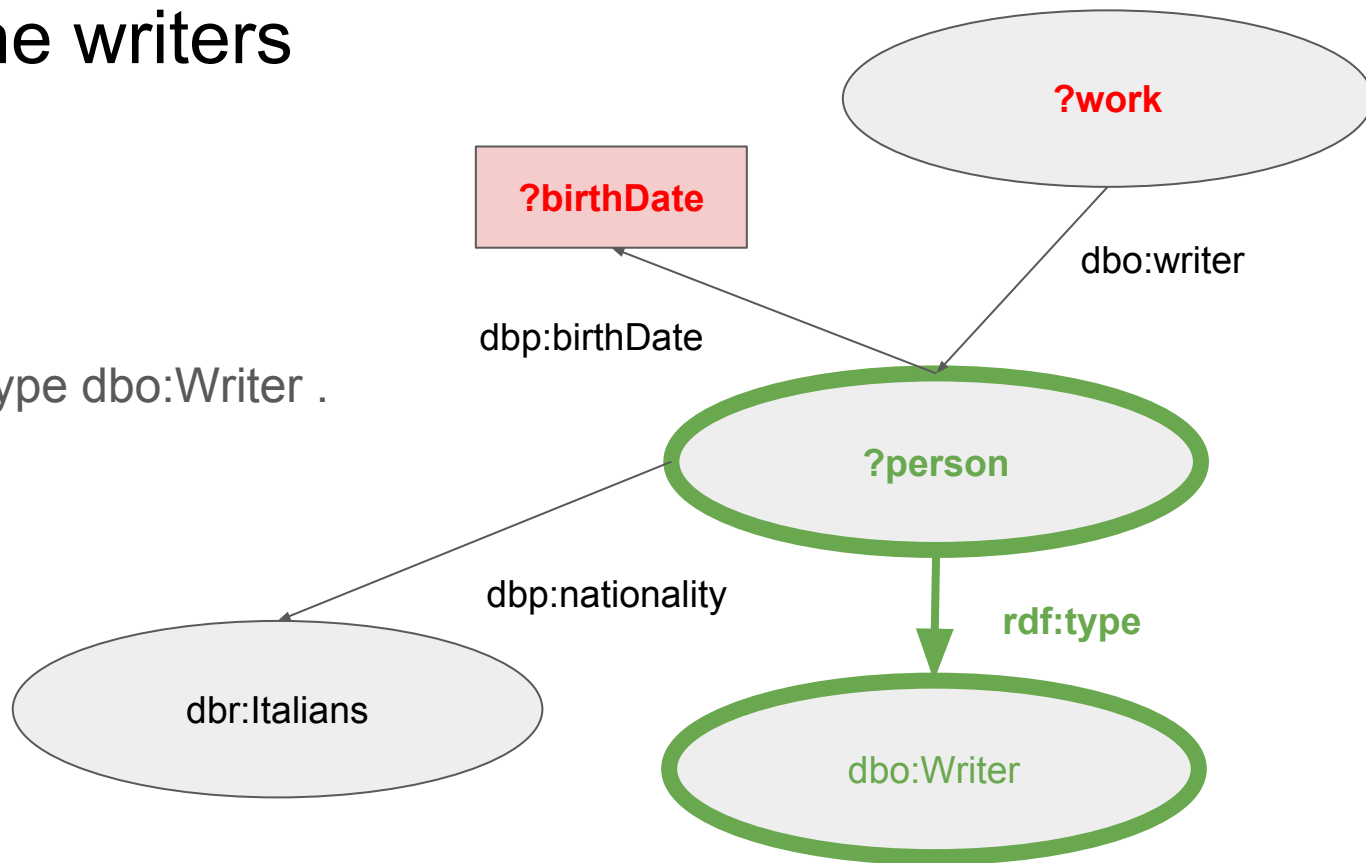 ne writers
?work
?birthDate
dbo:writer
dbp:birthDate
ype dbo:Writer .
?person
dbp:nationality
rdf:type
dbr:Italians
dbo:Writer